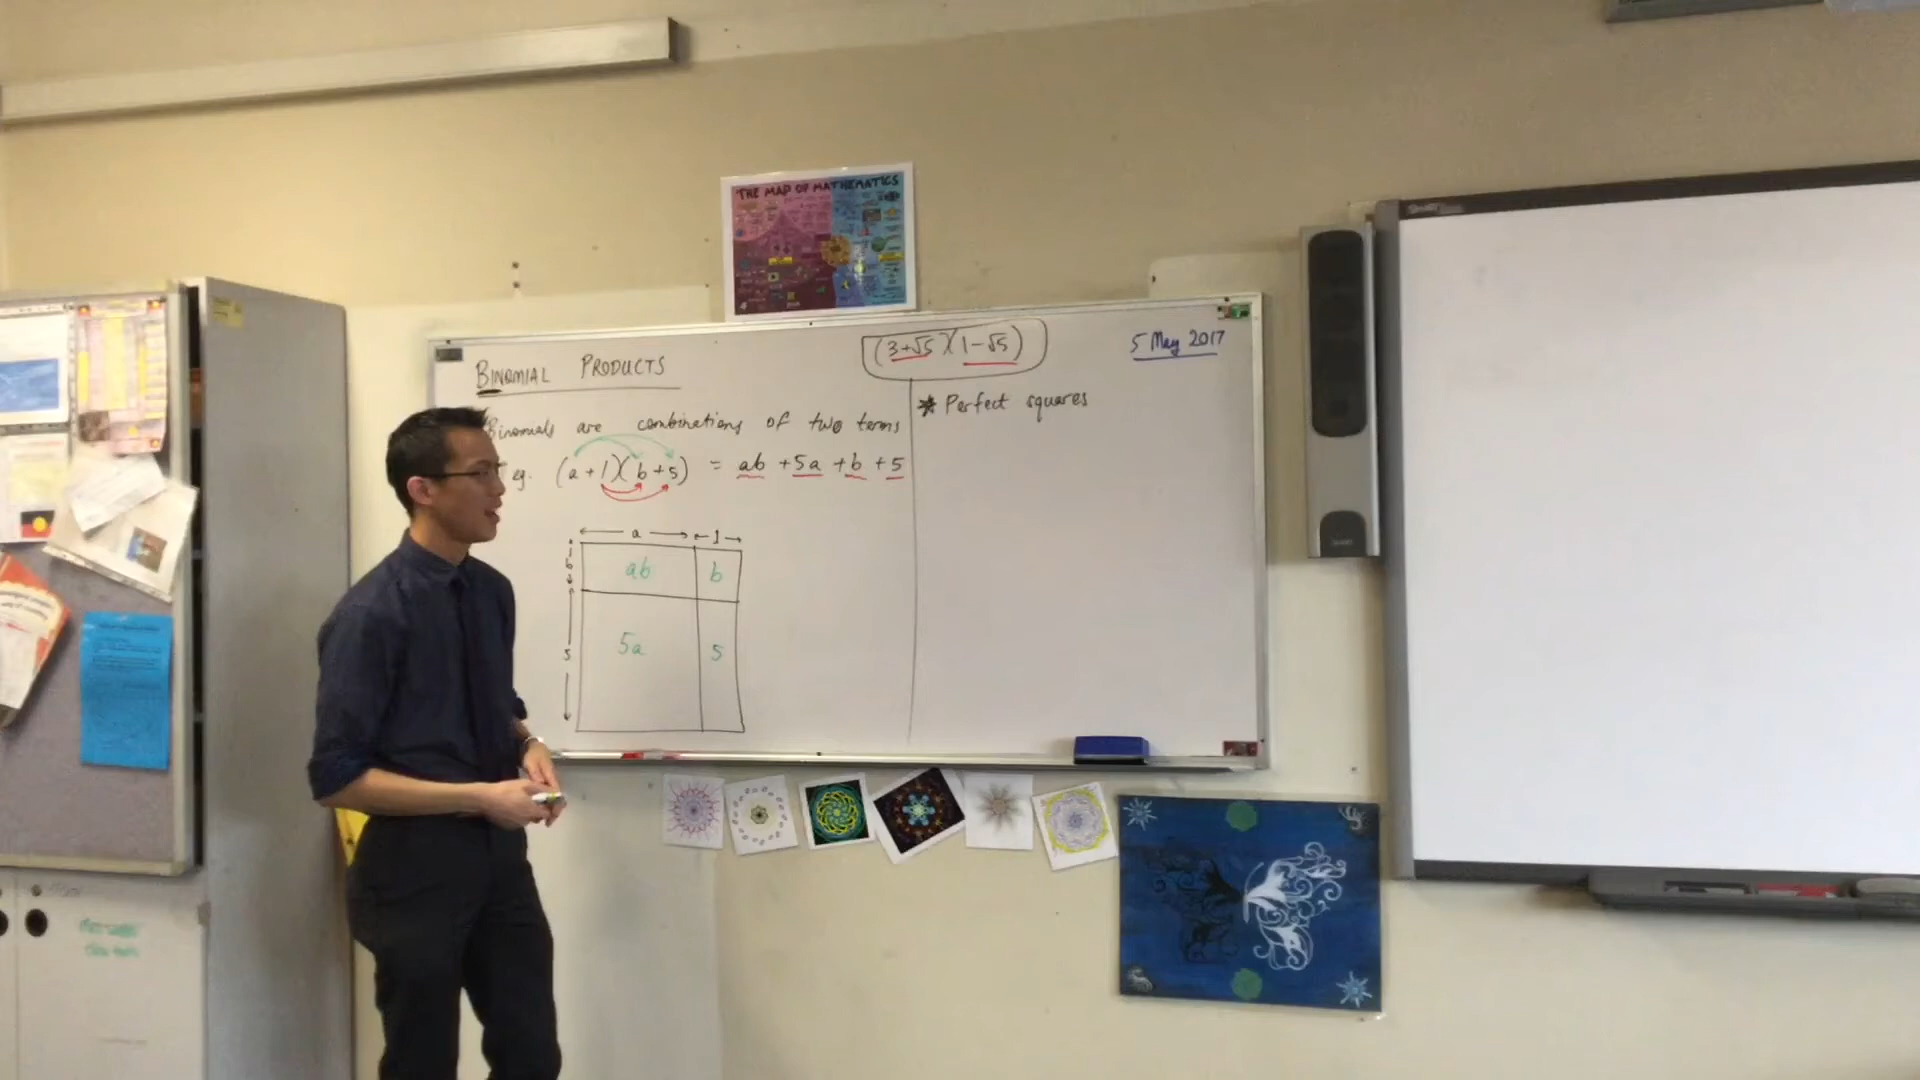 THE MAP OF MATHEMATICS
BINOMIAL PRODUCTS
Binomials are combinations of two terms
eg. (a + 1)(b + 5) = ab + 5a + b + 5
a 1
b ab b
5 5a 5
(3+√5)(1-√5)
5 May 2017
* Perfect squares